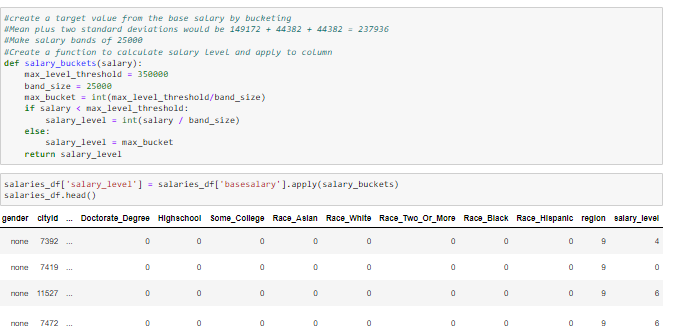 #create a target value from the base salary by bucketing
#Mean plus two standard deviations would be 149172 + 44382 + 44382 = 237936
#Make salary bands of 25000
#Create a function to calculate salary level and apply to column
def salary_buckets(salary):
    max_level_threshold = 350000
    band_size = 25000
    max_bucket = int(max_level_threshold/band_size)
    if salary < max_level_threshold:
        salary_level = int(salary / band_size)
    else:
        salary_level = max_bucket
    return salary_level
salaries_df['salary_level'] = salaries_df['basesalary'].apply(salary_buckets)
salaries_df.head()
gender cityid ... Doctorate_Degree Highschool Some_College Race_Asian Race_White Race_Two_Or_More Race_Black Race_Hispanic region salary_level
none 7392 ... 0 0 0 0 0 0 0 0 9 4
none 7419 ... 0 0 0 0 0 0 0 0 9 0
none 11527 ... 0 0 0 0 0 0 0 0 9 6
none 7472 ... 0 0 0 0 0 0 0 0 9 6